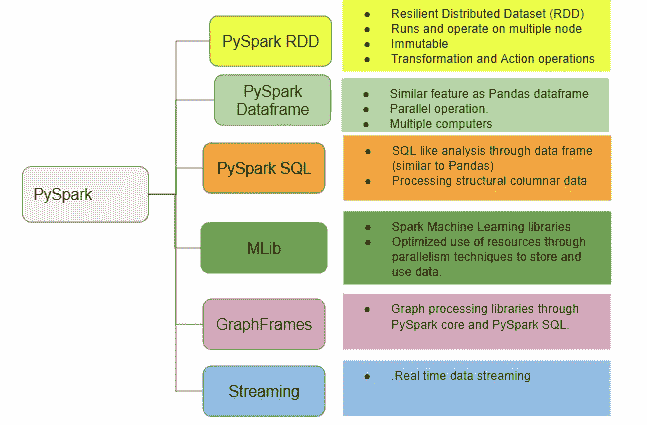 PySpark
PySpark RDD
● Resilient Distributed Dataset (RDD)
● Runs and operate on multiple node
● Immutable
● Transformation and Action operations
PySpark
Dataframe
● Similar feature as Pandas dataframe
● Parallel operation.
● Multiple computers
PySpark SQL
● SQL like analysis through data frame
(similar to Pandas)
● Processing structural columnar data
MLib
● Spark Machine Learning libraries
● Optimized use of resources through
parallelism techniques to store and
use data.
GraphFrames
● Graph processing libraries through
PySpark core and PySpark SQL.
Streaming
● .Real time data streaming